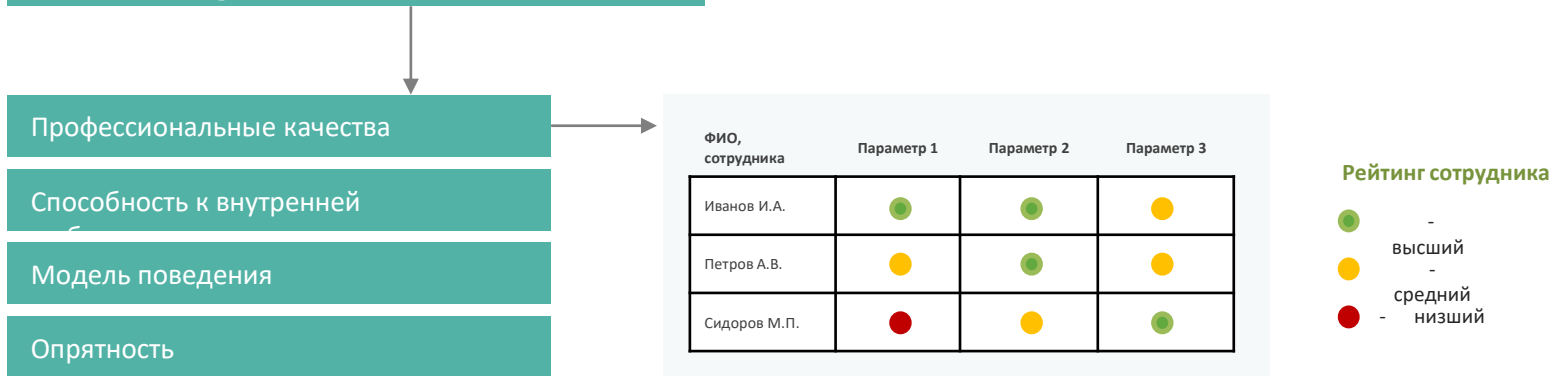 Профессиональные качества
Способность к внутренней
Модель поведения
Опрятность
ФИО,
сотрудника
Параметр 1 Параметр 2 Параметр 3
Иванов И.А.
Петров А.В.
Сидоров М.П.
Рейтинг сотрудника
-
высший
-
средний
- низший